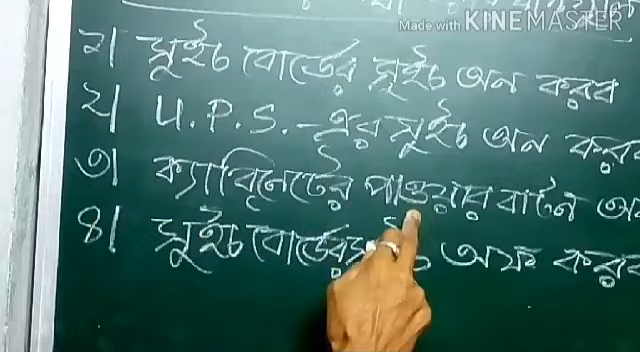 Made with KINEMASTER
১। সুইচ বোর্ডের সুইচ অন করব
২। U.P.S.-এর সুইচ অন করব
৩। ক্যাবিনেটের পাওয়ার বাটন
৪। সুইচ বোর্ডের অফ করব